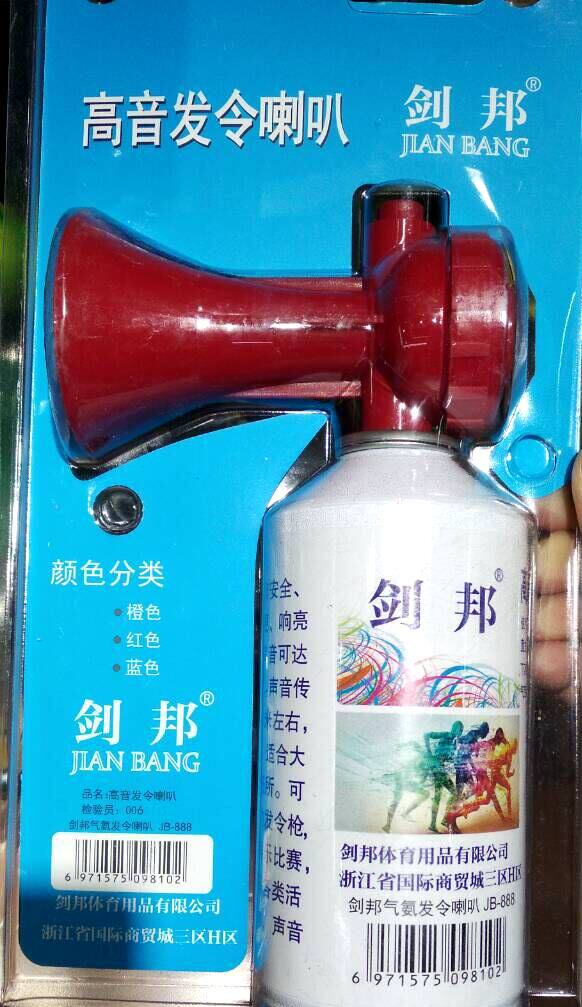 高音发令喇叭
剑邦®
JIAN BANG
颜色分类
橙色
红色
蓝色
剑邦®
JIAN BANG
品名:高音发令喇叭
检验员:006
剑邦气氨发令喇叭 JB-888
6 971575 098102
剑邦体育用品有限公司
浙江省国际商贸城三区H区
安全、
响亮
音可达
声音传
左右，
适合大
所。可
发令枪，
乐比赛，
类活
声音
剑邦®
剑邦体育用品有限公司
浙江省国际商贸城三区H区
剑邦气氨发令喇叭 JB-888
6 971575 098102